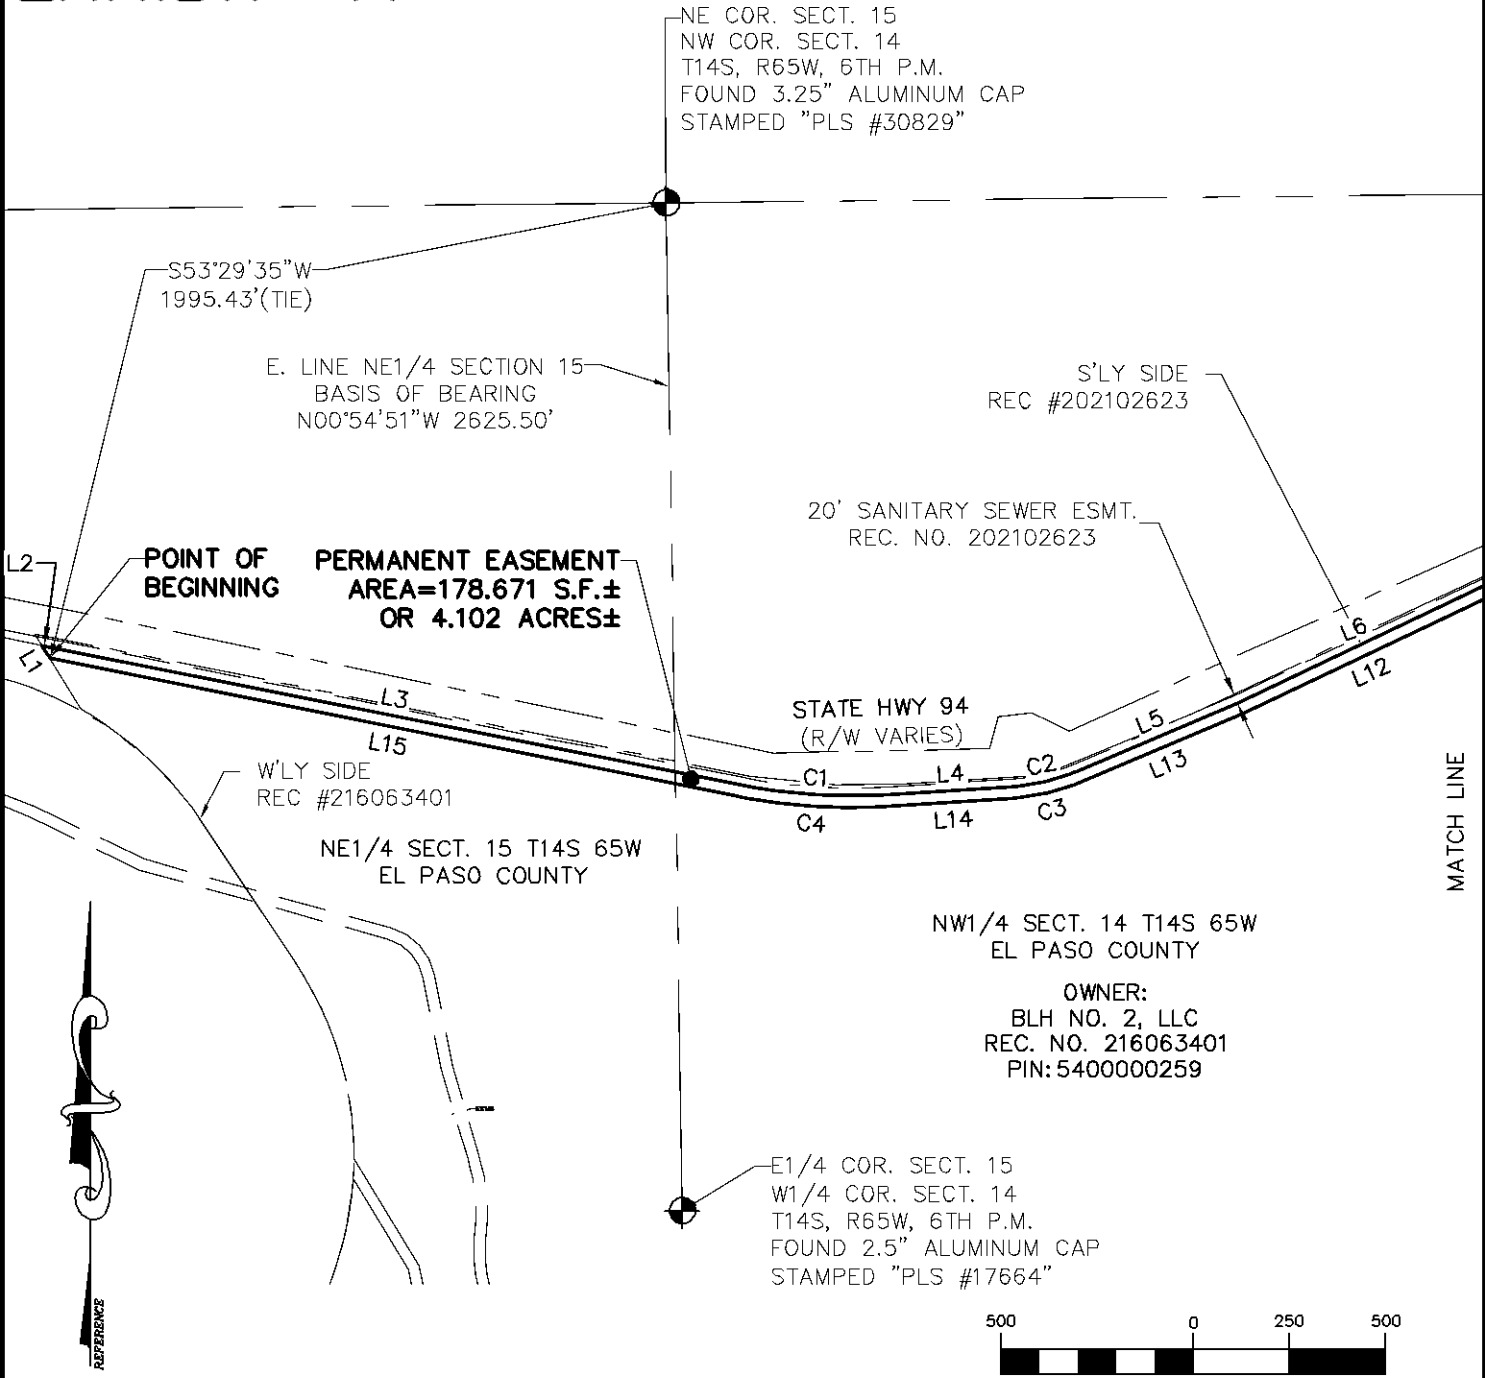 NE COR. SECT. 15
NW COR. SECT. 14
T14S, R65W, 6TH P.M.
FOUND 3.25" ALUMINUM CAP
STAMPED "PLS #30829"
S53°29'35"W
1995.43'(TIE)
E. LINE NE1/4 SECTION 15
BASIS OF BEARING
N00°54'51"W 2625.50'
S'LY SIDE
REC #202102623
20' SANITARY SEWER ESMT.
REC. NO. 202102623
L2
POINT OF
BEGINNING
PERMANENT EASEMENT
AREA=178.671 S.F.±
OR 4.102 ACRES±
L1
L3
L15
STATE HWY 94
(R/W VARIES)
C1
L4
C2
L5
L6
L12
L13
C4
L14
C3
W'LY SIDE
REC #216063401
NE1/4 SECT. 15 T14S 65W
EL PASO COUNTY
MATCH LINE
NW1/4 SECT. 14 T14S 65W
EL PASO COUNTY
OWNER:
BLH NO. 2, LLC
REC. NO. 216063401
PIN: 5400000259
E1/4 COR. SECT. 15
W1/4 COR. SECT. 14
T14S, R65W, 6TH P.M.
FOUND 2.5" ALUMINUM CAP
STAMPED "PLS #17664"
REFERENCE
500 0 250 500